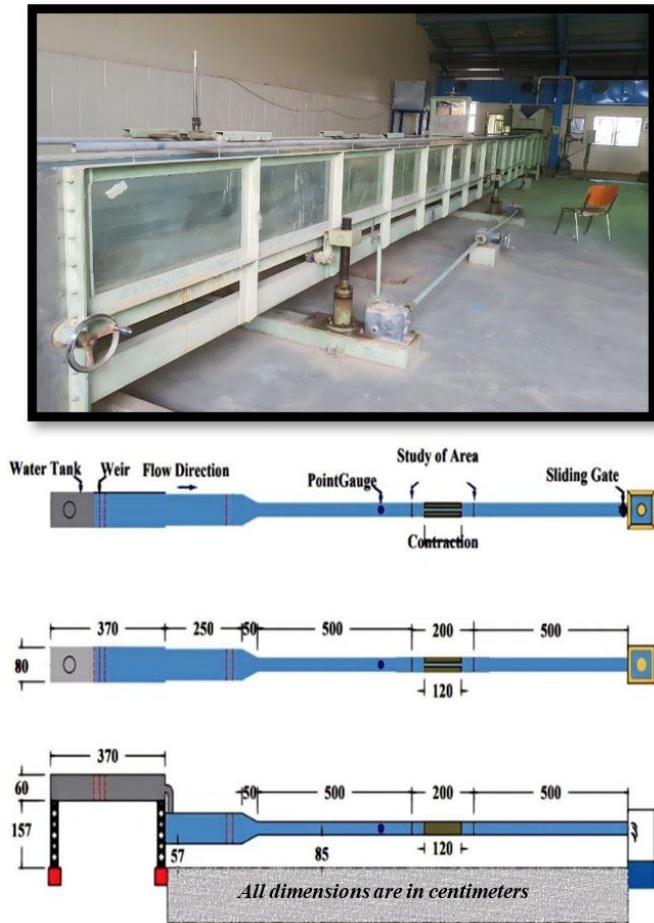 Study of Area
Water Tank Weir Flow Direction PointGauge Sliding Gate
Contraction
370 250 50 500 200 500
80
120
370
50 500 200 500
60
157
57 85 120
All dimensions are in centimeters